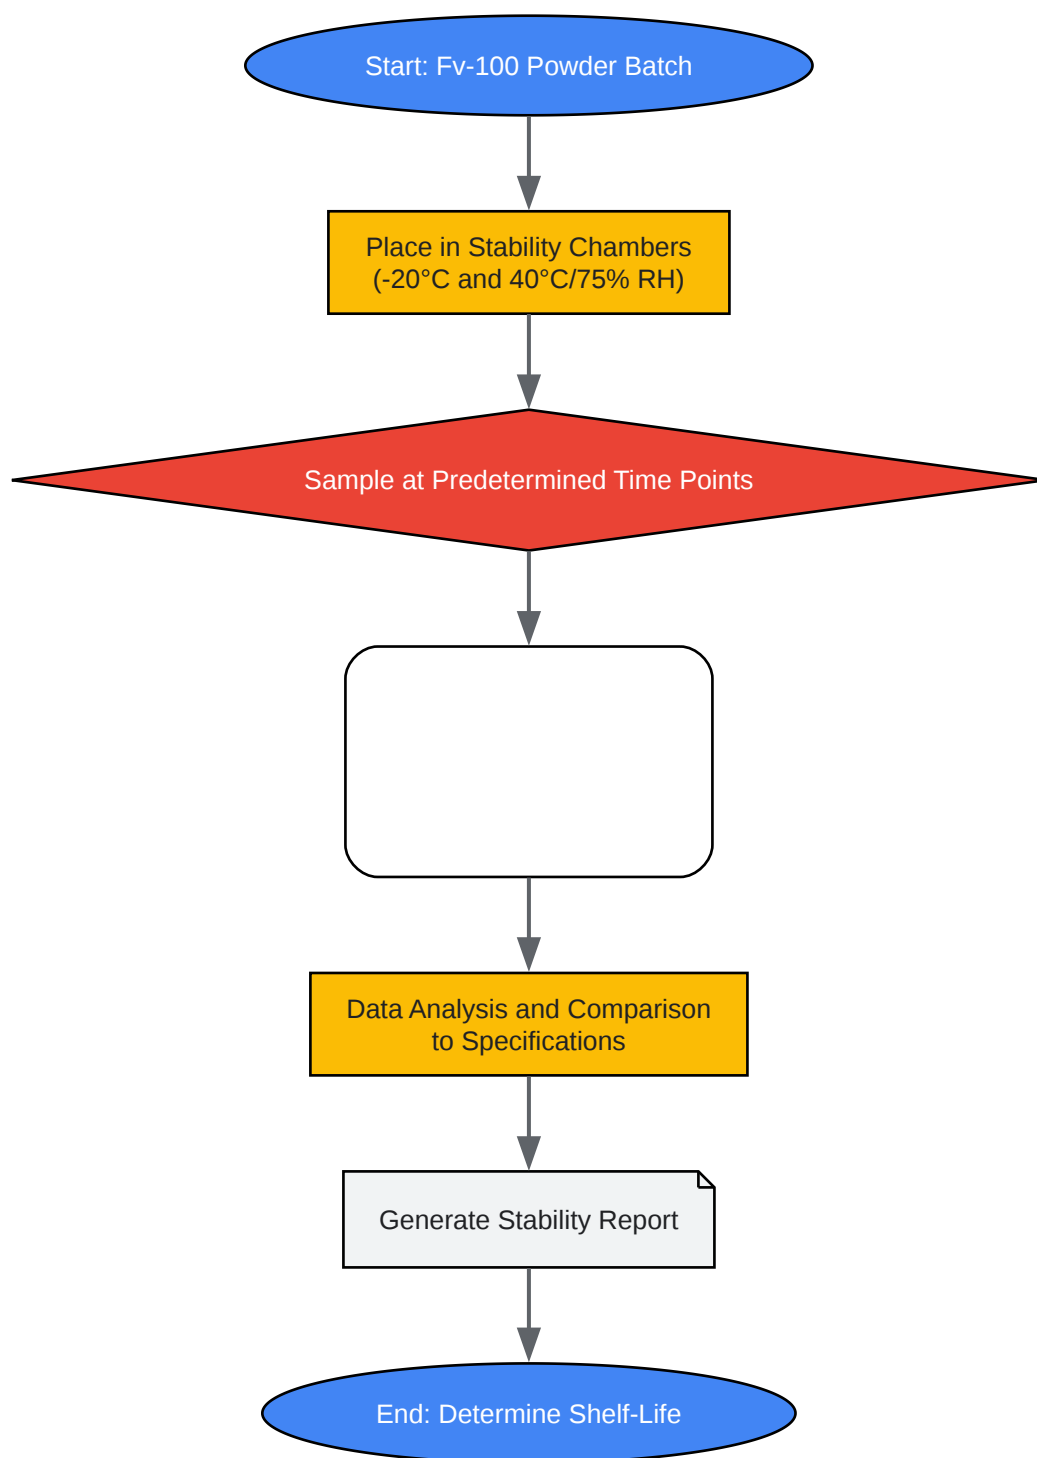 Start: Fv-100 Powder Batch
Place in Stability Chambers
(-20°C and 40°C/75% RH)
Sample at Predetermined Time Points
Data Analysis and Comparison
to Specifications
Generate Stability Report
End: Determine Shelf-Life